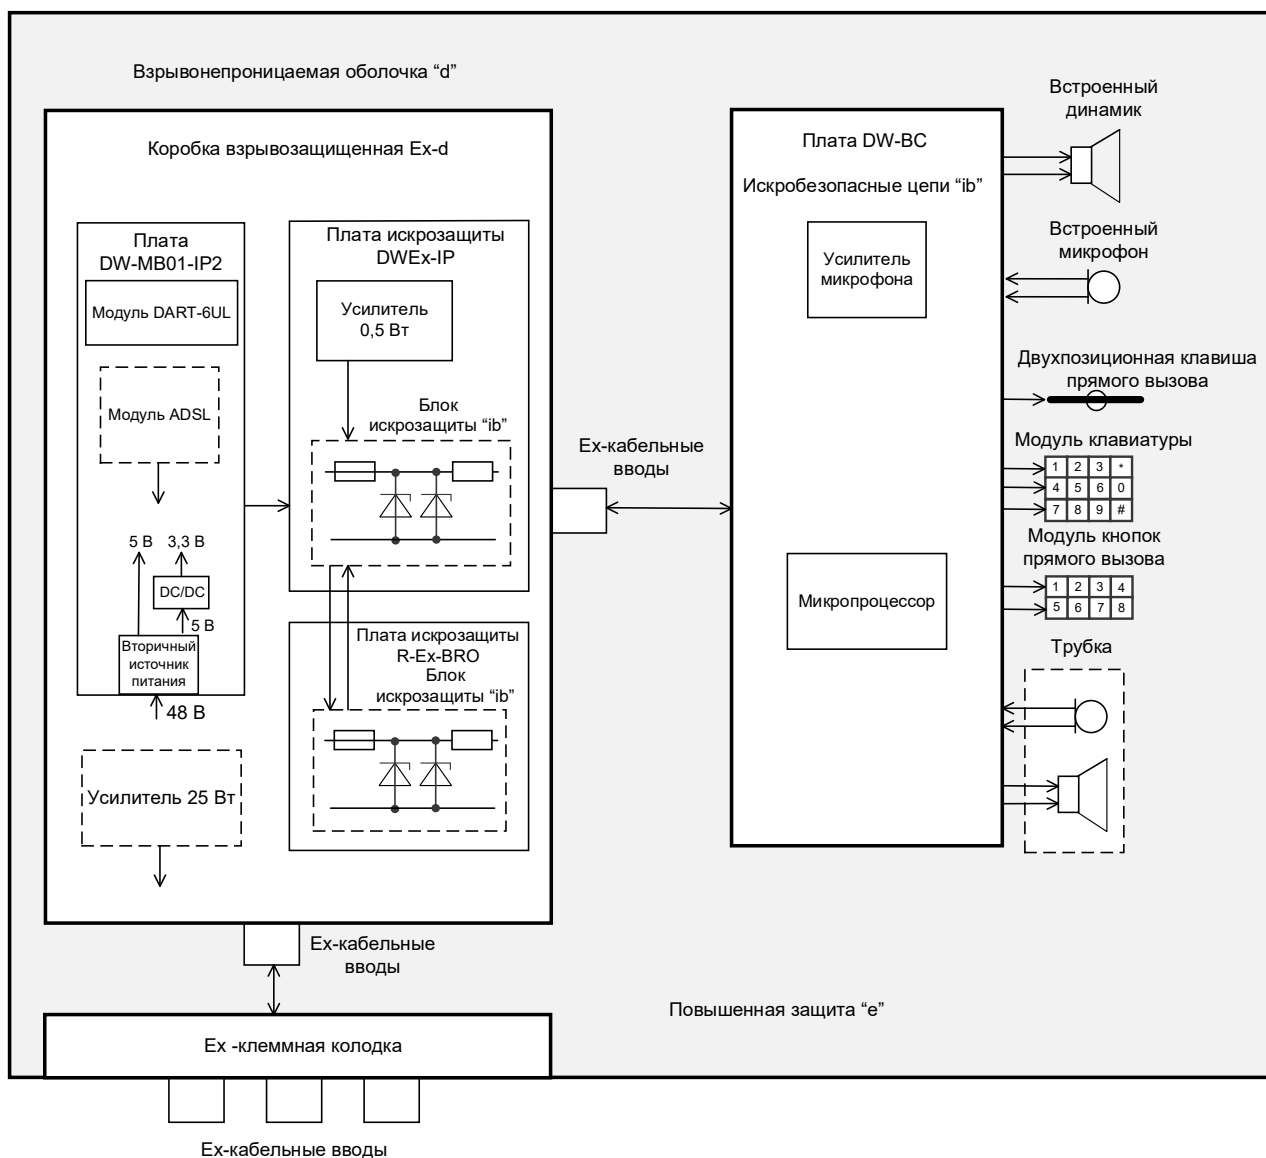 Взрывонепроницаемая оболочка “d”
Коробка взрывозащищенная Ex-d
Плата
DW-MB01-IP2
Модуль DART-6UL
Модуль ADSL
5 В
3,3 В
DC/DC
5 В
Вторичный
источник
питания
48 В
Усилитель 25 Вт
Плата искрозащиты
DWEx-IP
Усилитель
0,5 Вт
Блок
искрозащиты “ib”
Плата искрозащиты
R-Ex-BRO
Блок
искрозащиты “ib”
Ex-кабельные
вводы
Плата DW-BC
Искробезопасные цепи “ib”
Усилитель
микрофона
Микропроцессор
Встроенный
динамик
Встроенный
микрофон
Двухпозиционная клавиша
прямого вызова
Модуль клавиатуры
1 2 3 *
4 5 6 0
7 8 9 #
Модуль кнопок
прямого вызова
1 2 3 4
5 6 7 8
Трубка
Ex-кабельные
вводы
Повышенная защита “e”
Ex -клеммная колодка
Ex-кабельные вводы